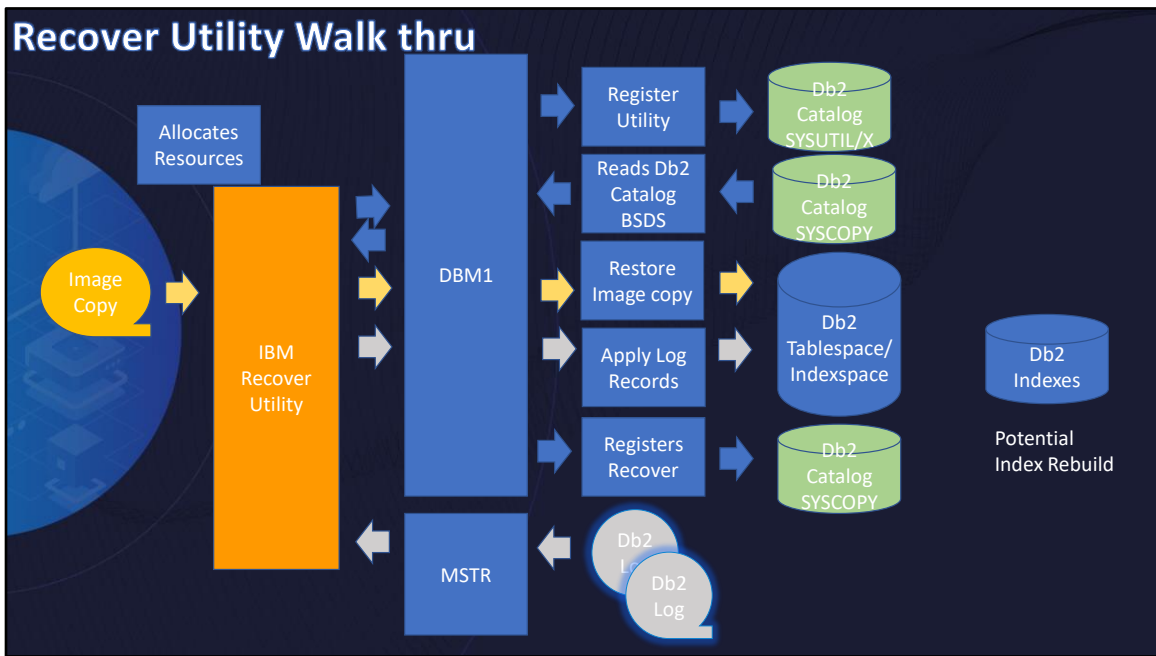 Recover Utility Walk thru
Allocates
Resources
Image
Copy
IBM
Recover
Utility
DBM1
MSTR
Register
Utility
Reads Db2
Catalog
BSDS
Restore
Image copy
Apply Log
Records
Registers
Recover
Db2
Db2
Log
Db2
Catalog
SYSUTIL/X
Db2
Catalog
SYSCOPY
Db2
Tablespace/
Indexspace
Db2
Catalog
SYSCOPY
Db2
Indexes
Potential
Index Rebuild